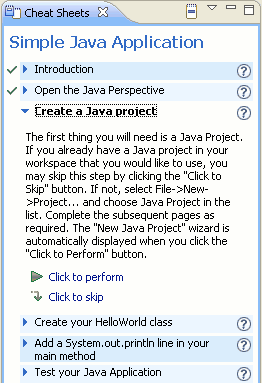 Cheat Sheets
Simple Java Application
Introduction
Open the Java Perspective
Create a Java project
The first thing you will need is a Java Project.
If you already have a Java project in your
workspace that you would like to use, you
may skip this step by clicking the "Click to
Skip" button. If not, select File->New-
>Project... and choose Java Project in the
list. Complete the subsequent pages as
required. The "New Java Project" wizard is
automatically displayed when you click the
"Click to Perform" button.
Click to perform
Click to skip
Create your HelloWorld class
Add a System.out.println line in your
main method
Test your Java Application